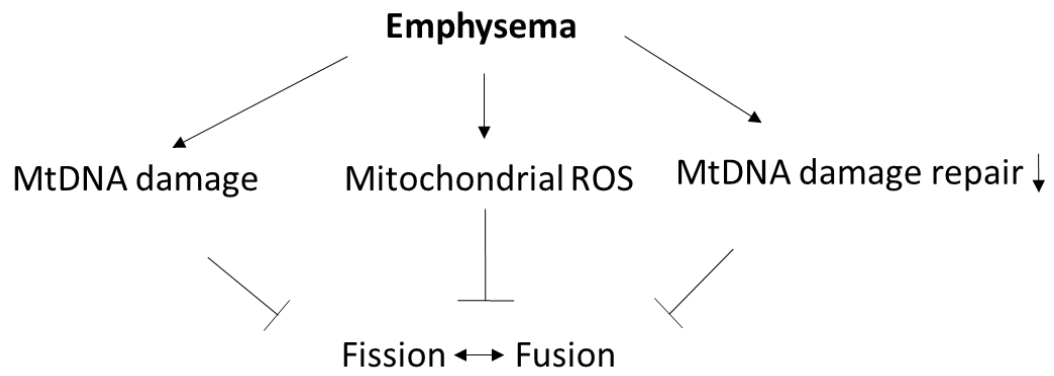 Emphysema
MtDNA damage
Mitochondrial ROS
MtDNA damage repair
Fission
Fusion